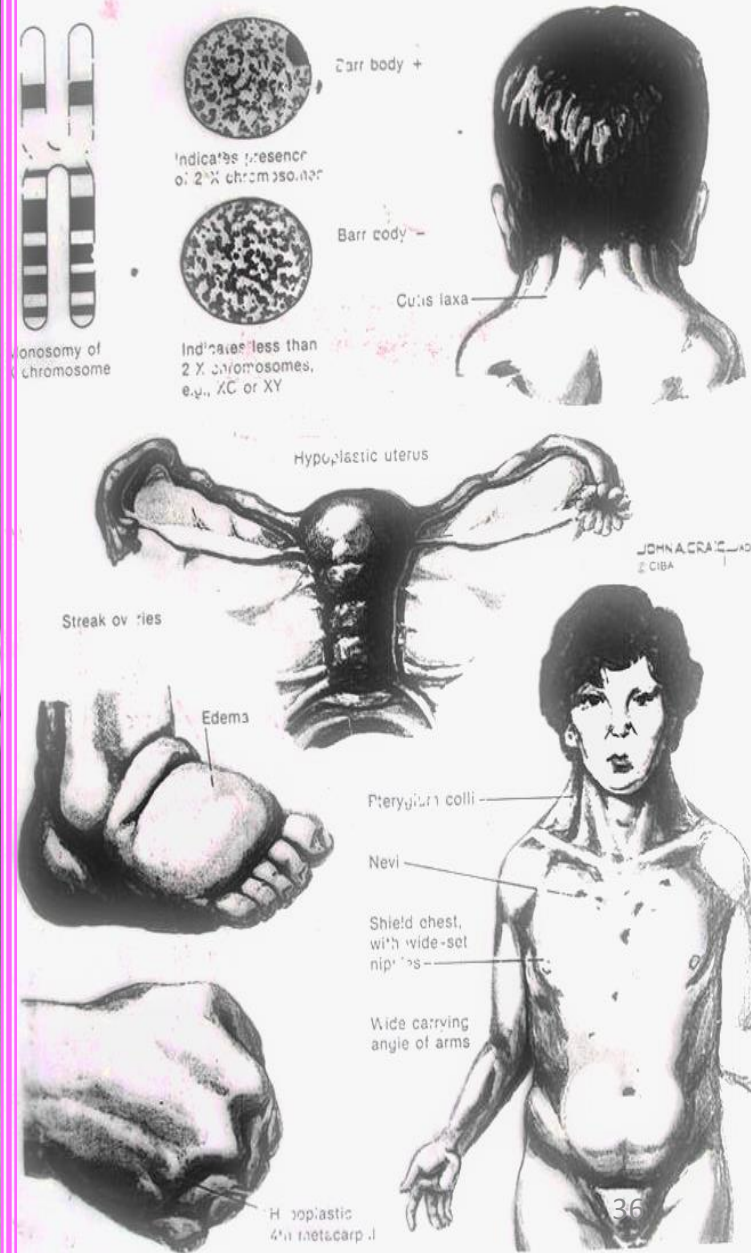 Barr body +
Indicates presence
of 2 X chromosomes
Barr body –
Cutis laxa
Monosomy of
X chromosome
Indicates less than
2 X chromosomes,
e.g., XO or XY
Hypoplastic uterus
JOHN A. CRAIG—MD
© CIBA
Streak ovaries
Edema
Pterygium colli
Nevi
Shield chest,
with wide-set
nipples
Wide carrying
angle of arms
Hypoplastic
4th metacarpal
36